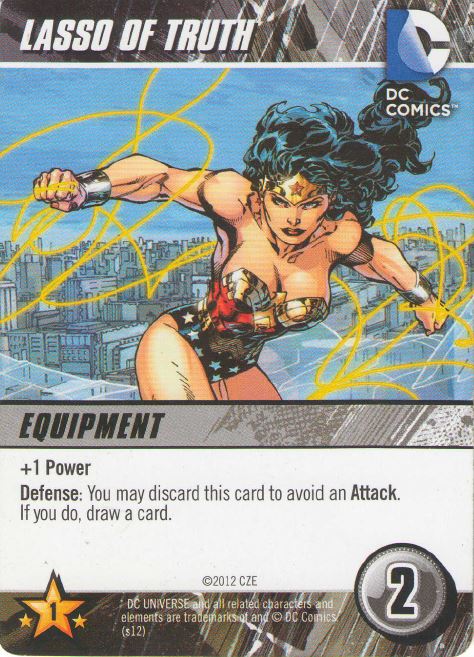 LASSO OF TRUTH
DC
COMICS™
EQUIPMENT
+1 Power
Defense: You may discard this card to avoid an Attack.
If you do, draw a card.
©2012 CZE
1
DC UNIVERSE and all related characters and
elements are trademarks of and © DC Comics.
(s12)
2